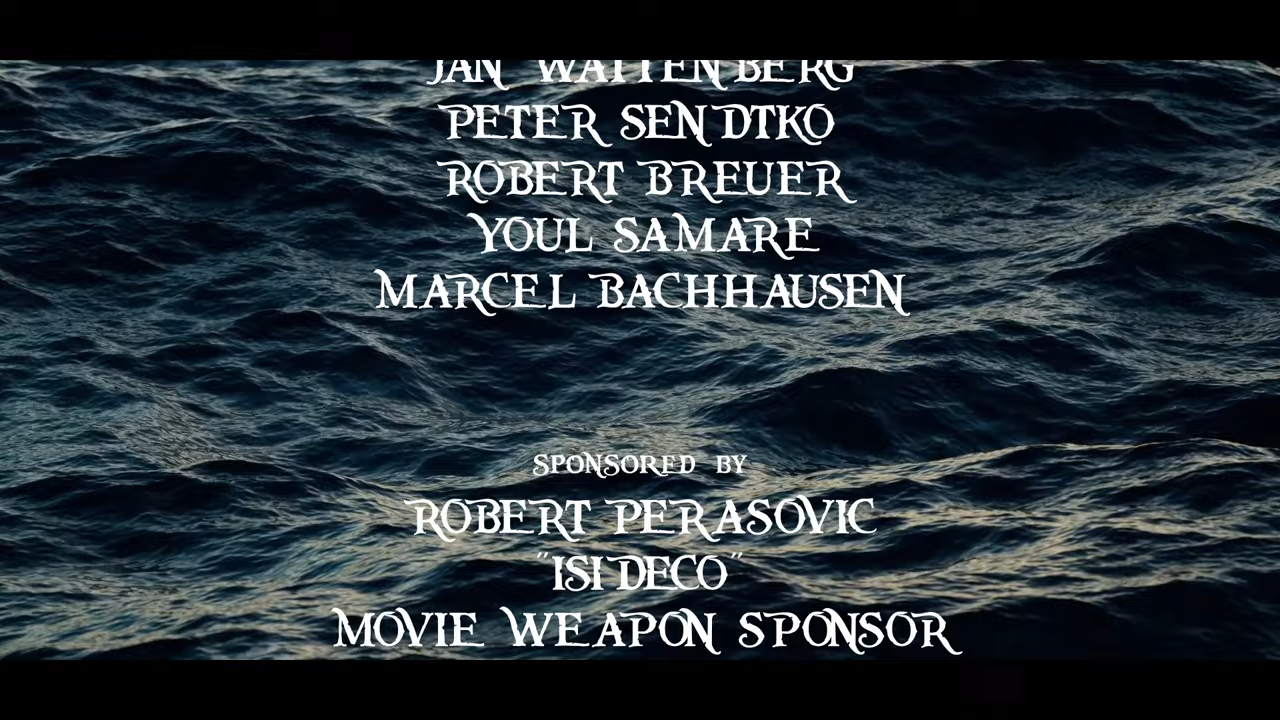 JAN WATTENBERG
PETER SENDTKO
ROBERT BREUER
YOUL SAMARE
MARCEL BACHHAUSEN
SPONSORED BY
ROBERT PERASOVIC
"ISIDECO"
MOVIE WEAPON SPONSOR